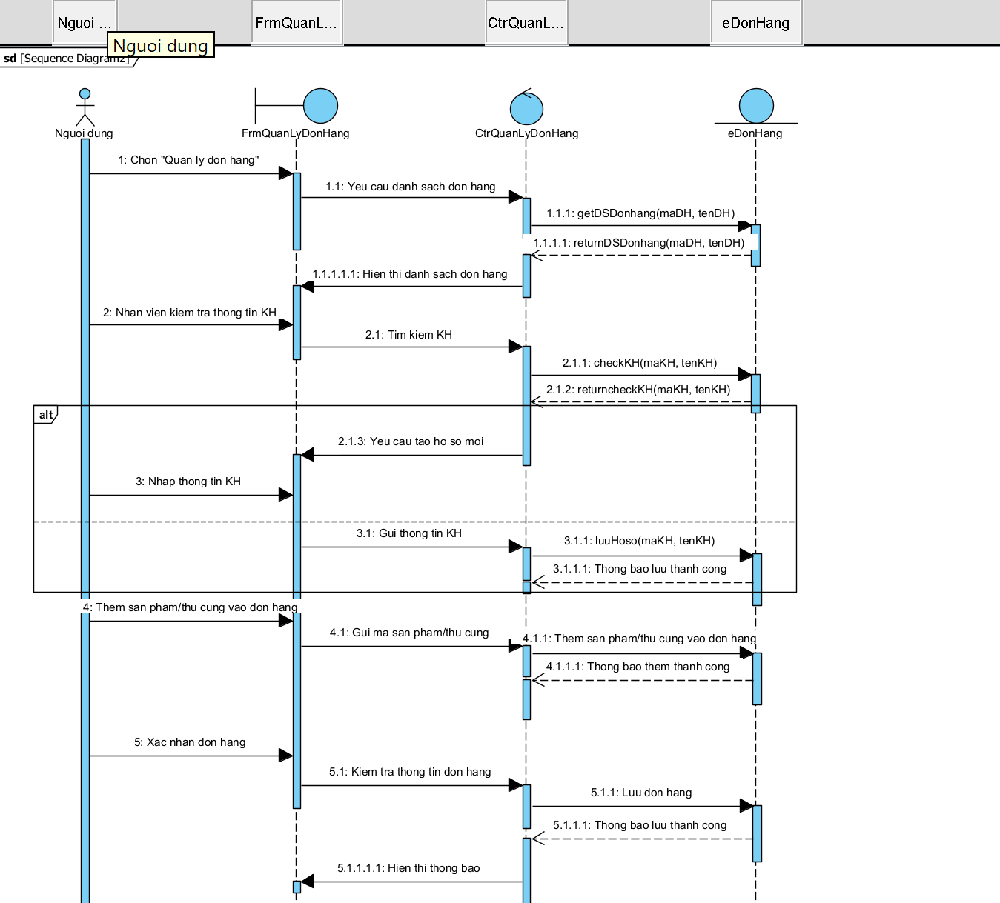 Nguoi ...
FrmQuanL...
CtrQuanL...
eDonHang
Nguoi dung
sd [Sequence Diagram2]
Nguoi dung
FrmQuanLyDonHang
CtrQuanLyDonHang
eDonHang
1: Chon "Quan ly don hang"
1.1: Yeu cau danh sach don hang
1.1.1: getDSDonhang(maDH, tenDH)
1.1.1.1: returnDSDonhang(maDH, tenDH)
1.1.1.1.1: Hien thi danh sach don hang
2: Nhan vien kiem tra thong tin KH
2.1: Tim kiem KH
2.1.1: checkKH(maKH, tenKH)
2.1.2: returncheckKH(maKH, tenKH)
alt
2.1.3: Yeu cau tao ho so moi
3: Nhap thong tin KH
3.1: Gui thong tin KH
3.1.1: luuHoso(maKH, tenKH)
3.1.1.1: Thong bao luu thanh cong
4: Them san pham/thu cung vao don hang
4.1: Gui ma san pham/thu cung
4.1.1: Them san pham/thu cung vao don hang
4.1.1.1: Thong bao them thanh cong
5: Xac nhan don hang
5.1: Kiem tra thong tin don hang
5.1.1: Luu don hang
5.1.1.1: Thong bao luu thanh cong
5.1.1.1.1: Hien thi thong bao